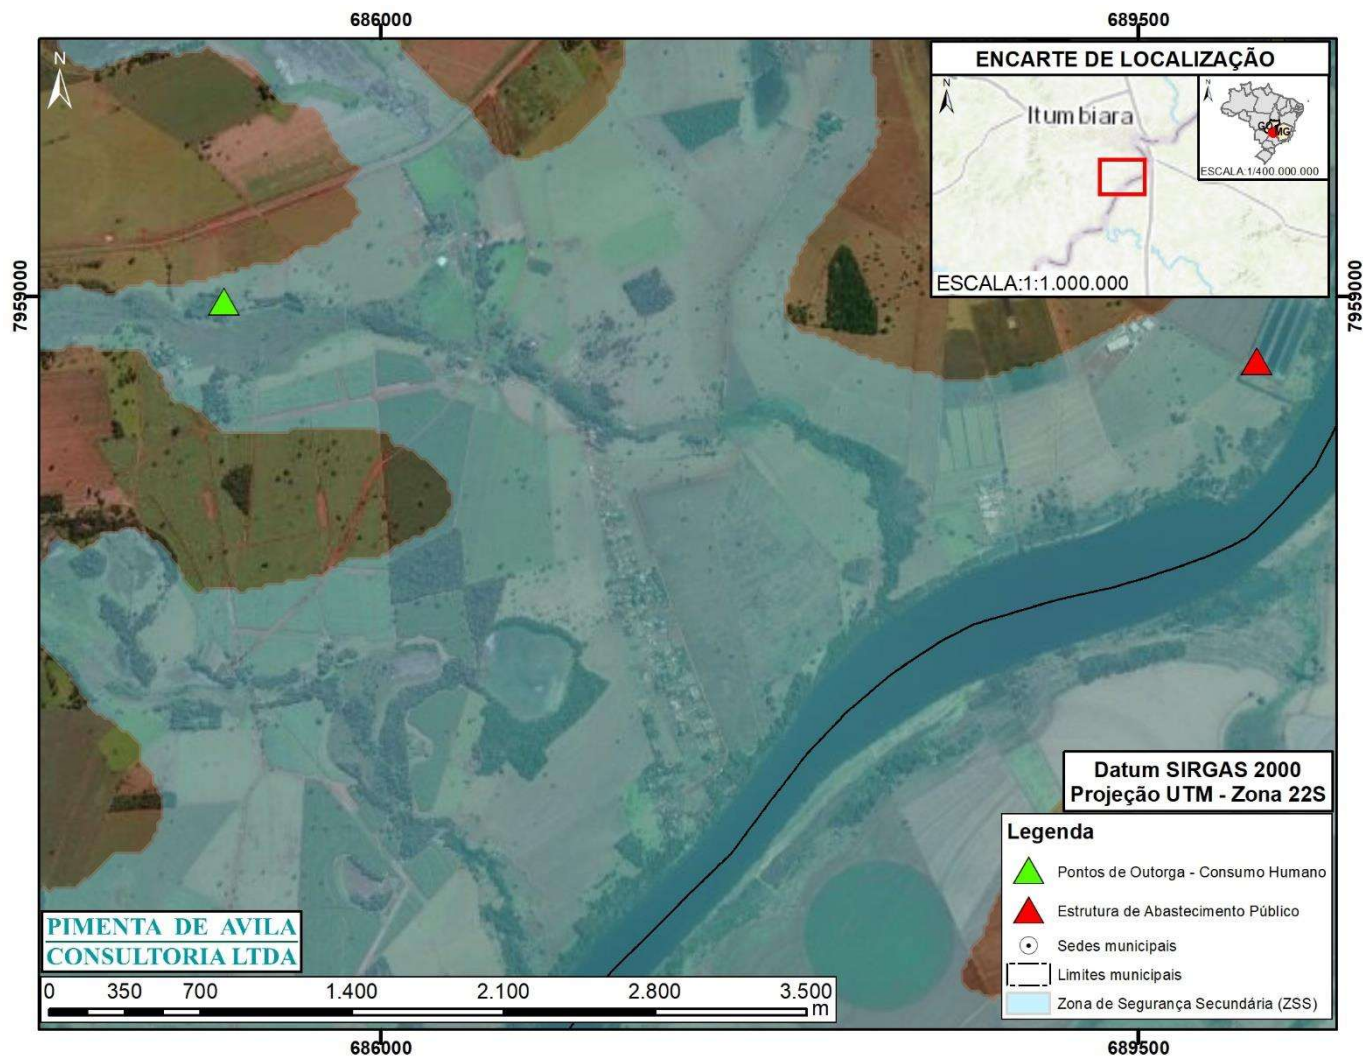 686000
689500
7959000
7959000
N
ENCARTE DE LOCALIZAÇÃO
N
Itumbiara
N
GO
MG
ESCALA:1/400.000.000
ESCALA:1:1.000.000
Datum SIRGAS 2000
Projeção UTM - Zona 22S
Legenda
Pontos de Outorga - Consumo Humano
Estrutura de Abastecimento Público
Sedes municipais
Limites municipais
Zona de Segurança Secundária (ZSS)
PIMENTA DE AVILA
CONSULTORIA LTDA
0 350 700 1.400 2.100 2.800 3.500
m
686000
689500